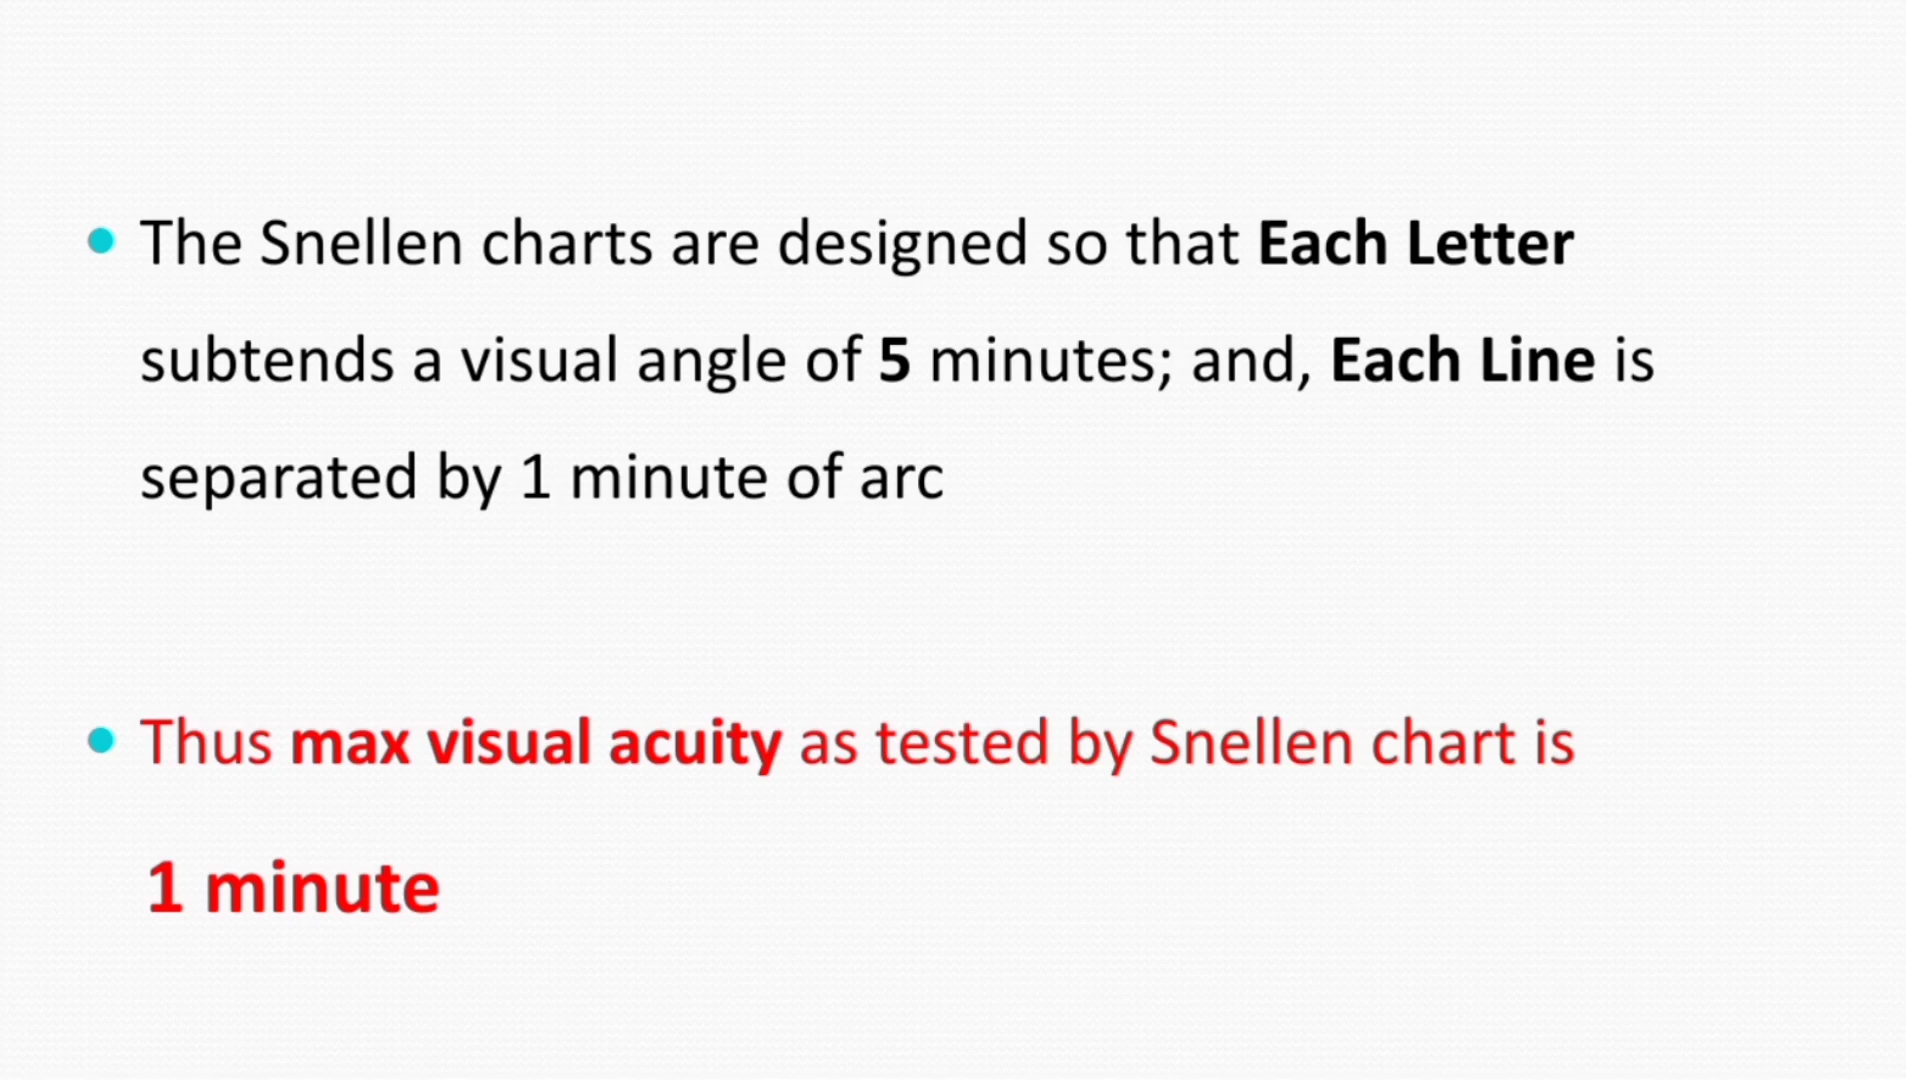 • The Snellen charts are designed so that Each Letter
subtends a visual angle of 5 minutes; and, Each Line is
separated by 1 minute of arc
• Thus max visual acuity as tested by Snellen chart is
1 minute